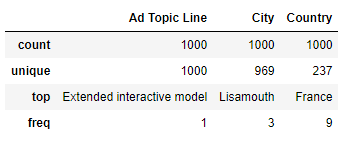 Ad Topic Line City Country
count 1000 1000 1000
unique 1000 969 237
top Extended interactive model Lisamouth France
freq 1 3 9